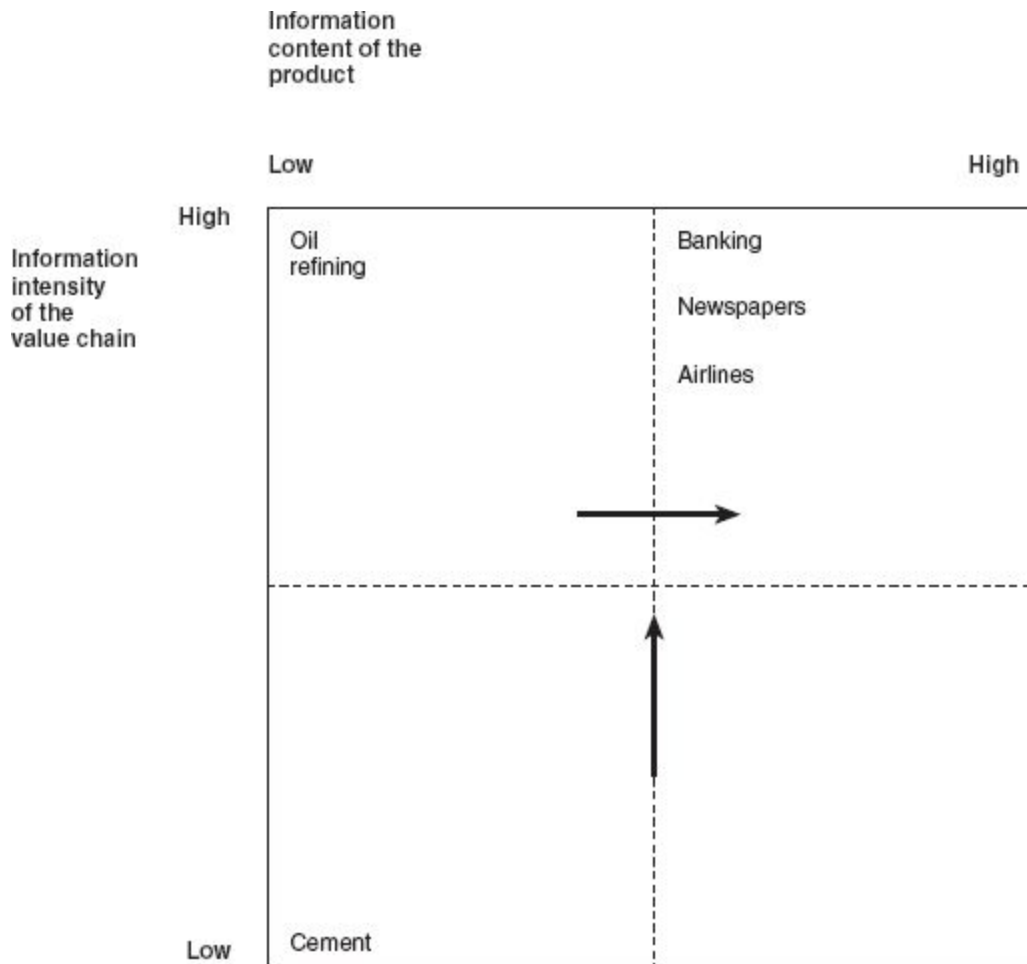 Information
content of the
product
Low
High
High
Information
intensity
of the
value chain
Oil
refining
Banking
Newspapers
Airlines
Low
Cement